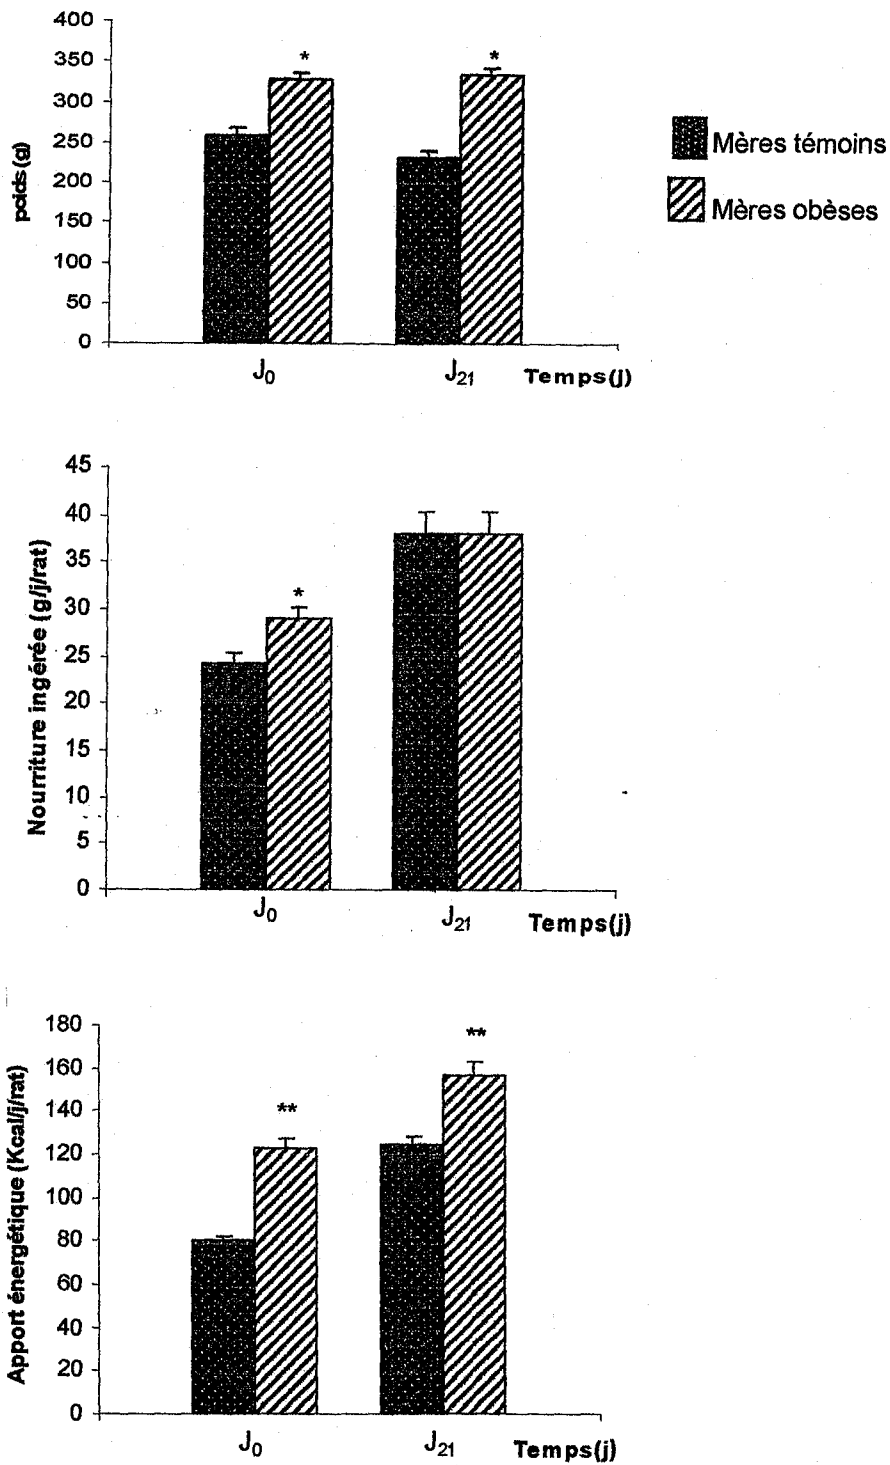 400
350
300
250
200
150
100
50
0
poids (g)
*
*
J0
J21
Temps(j)
Mères témoins
Mères obèses
45
40
35
30
25
20
15
10
5
0
Nourriture ingérée (g/j/rat)
*
J0
J21
Temps(j)
180
160
140
120
100
80
60
40
20
0
Apport énergétique (Kcal/j/rat)
**
**
J0
J21
Temps(j)